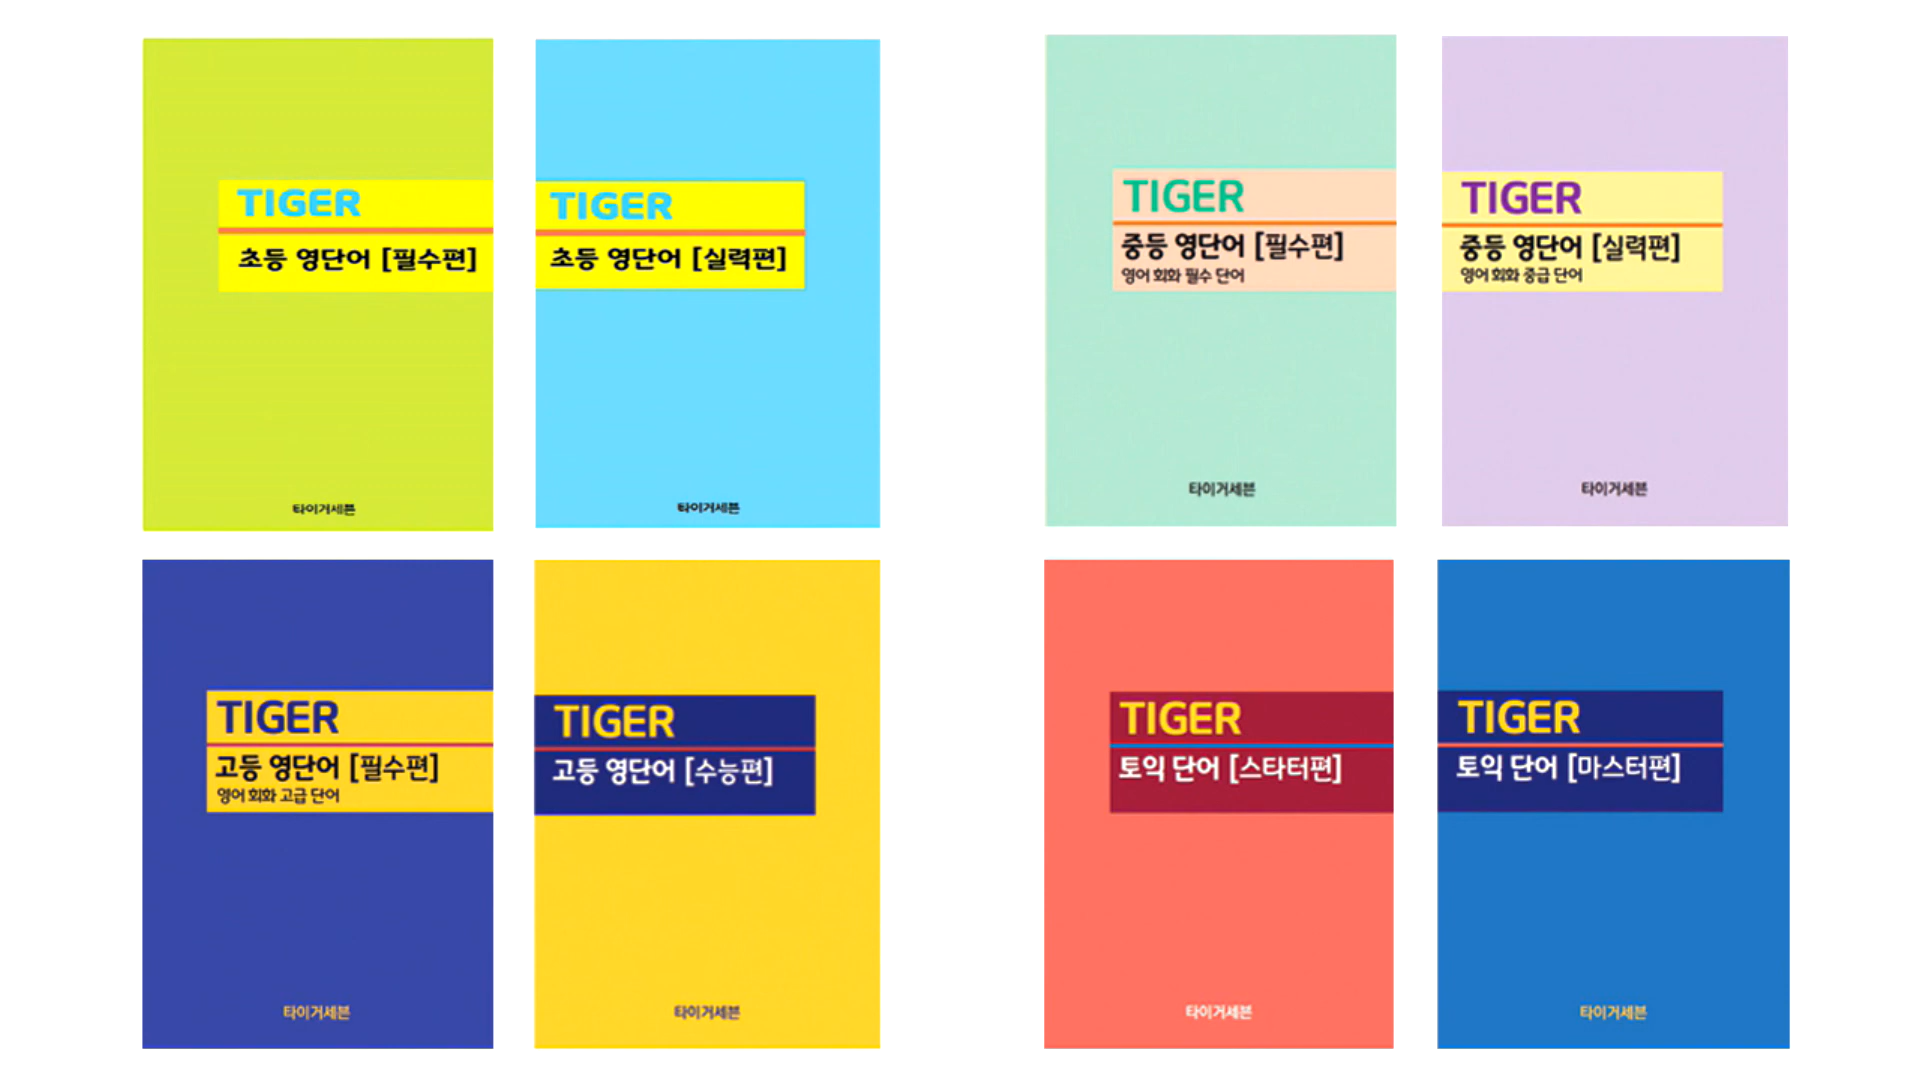 TIGER
초등 영단어 [필수편]
타이거세븐
TIGER
초등 영단어 [실력편]
타이거세븐
TIGER
중등 영단어 [필수편]
영어 회화 필수 단어
타이거세븐
TIGER
중등 영단어 [실력편]
영어 회화 중급 단어
타이거세븐
TIGER
고등 영단어 [필수편]
영어 회화 고급 단어
타이거세븐
TIGER
고등 영단어 [수능편]
타이거세븐
TIGER
토익 단어 [스타터편]
타이거세븐
TIGER
토익 단어 [마스터편]
타이거세븐